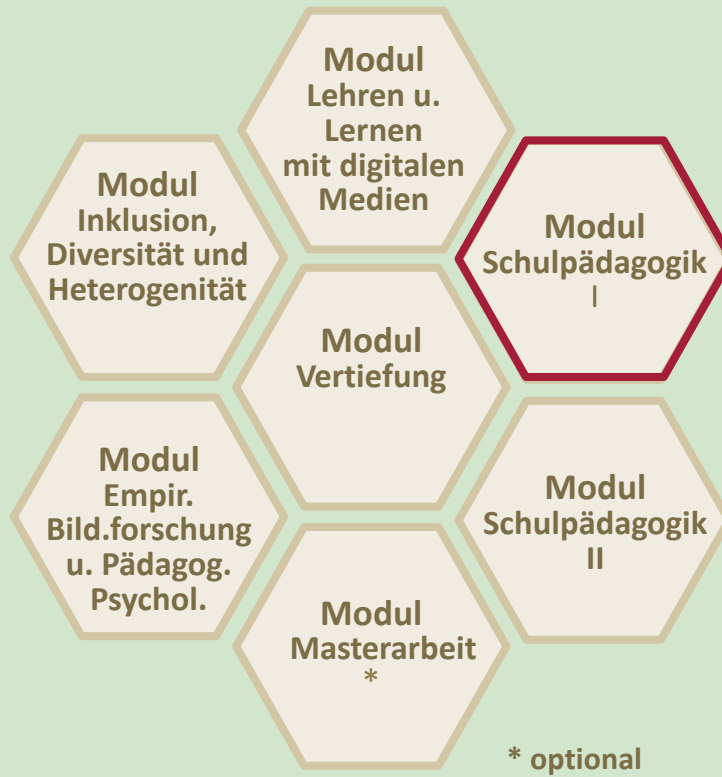 Modul
Lehren u.
Lernen
mit digitalen
Medien
Modul
Inklusion,
Diversität und
Heterogenität
Modul
Schulpädagogik
I
Modul
Vertiefung
Modul
Empir.
Bild.forschung
u. Pädagog.
Psychol.
Modul
Schulpädagogik
II
Modul
Masterarbeit
*
* optional